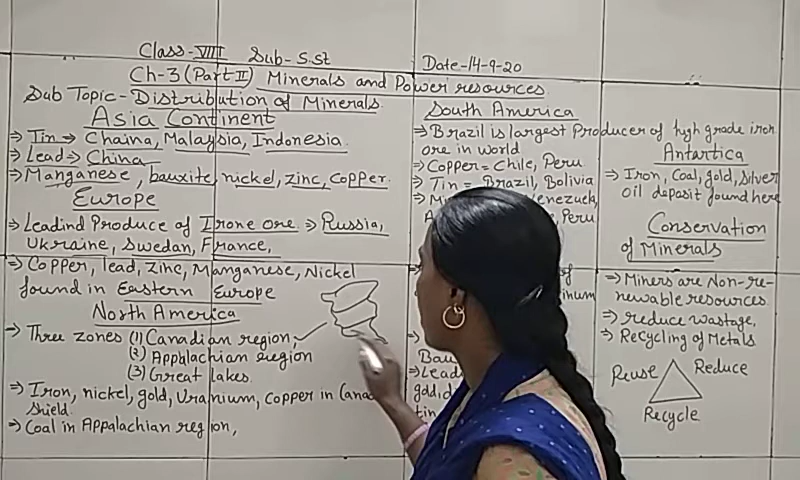 Class-VIII Sub-S.St Date-14-9-20
Ch-3 (Part II) Minerals and Power resources
Sub Topic-Distribution of Minerals
Asia Continent
⇒ Tin → Chaina, Malaysia, Indonesia
⇒ Lead → China
⇒ Manganese, bauxite, nickel, zinc, copper.
Europe
⇒ Leadind Produce of Irone ore ⇒ Russia,
Ukraine, Sweden, France,
⇒ Copper, lead, zinc, Manganese, Nickel
found in Eastern Europe
North America
⇒ Three zones (1) Canadian region,
(2) Appalachian region
(3) Great lakes
⇒ Iron, nickel, gold, Uranium, copper in
Shield.
⇒ Coal in Appalachian region,
South America
⇒ Brazil is largest Producer of high grade iron
ore in world
⇒ Copper = Chile, Peru
⇒ Tin = Brazil, Bolivia
Peru
of
⇒ Lead
gold,
tin
Antartica
⇒ Iron, Coal, gold, silver
oil deposit found here
Conservation
of Minerals
⇒ Miners are Non-re-
newable resources
⇒ reduce wastage,
⇒ Recycling of Metals
Reuse Reduce
Recycle